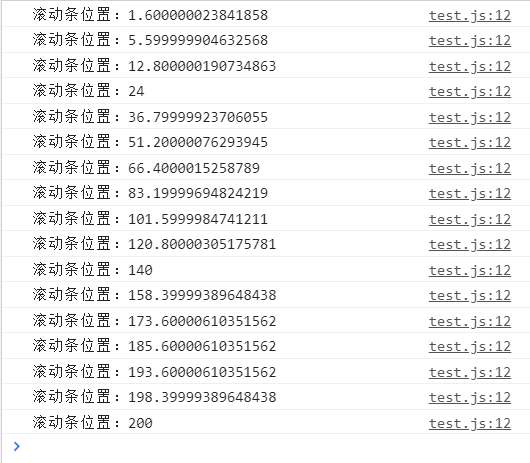 滚动条位置：1.600000023841858 test.js:12
滚动条位置：5.599999904632568 test.js:12
滚动条位置：12.800000190734863 test.js:12
滚动条位置：24 test.js:12
滚动条位置：36.79999923706055 test.js:12
滚动条位置：51.20000076293945 test.js:12
滚动条位置：66.4000015258789 test.js:12
滚动条位置：83.19999694824219 test.js:12
滚动条位置：101.5999984741211 test.js:12
滚动条位置：120.80000305175781 test.js:12
滚动条位置：140 test.js:12
滚动条位置：158.39999389648438 test.js:12
滚动条位置：173.60000610351562 test.js:12
滚动条位置：185.60000610351562 test.js:12
滚动条位置：193.60000610351562 test.js:12
滚动条位置：198.39999389648438 test.js:12
滚动条位置：200 test.js:12